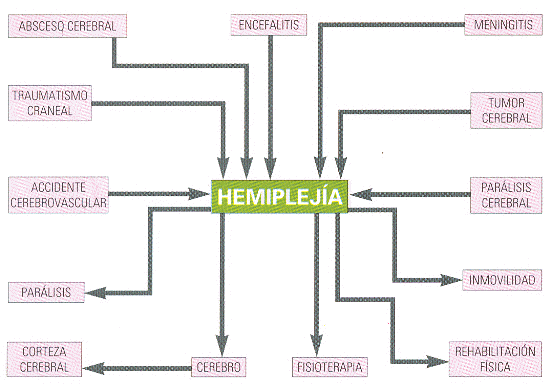 ABSCESO CEREBRAL
ENCEFALITIS
MENINGITIS
TRAUMATISMO
CRANEAL
TUMOR
CEREBRAL
ACCIDENTE
CEREBROVASCULAR
HEMIPLEJÍA
PARÁLISIS
CEREBRAL
PARÁLISIS
INMOVILIDAD
CORTEZA
CEREBRAL
CEREBRO
FISIOTERAPIA
REHABILITACIÓN
FÍSICA